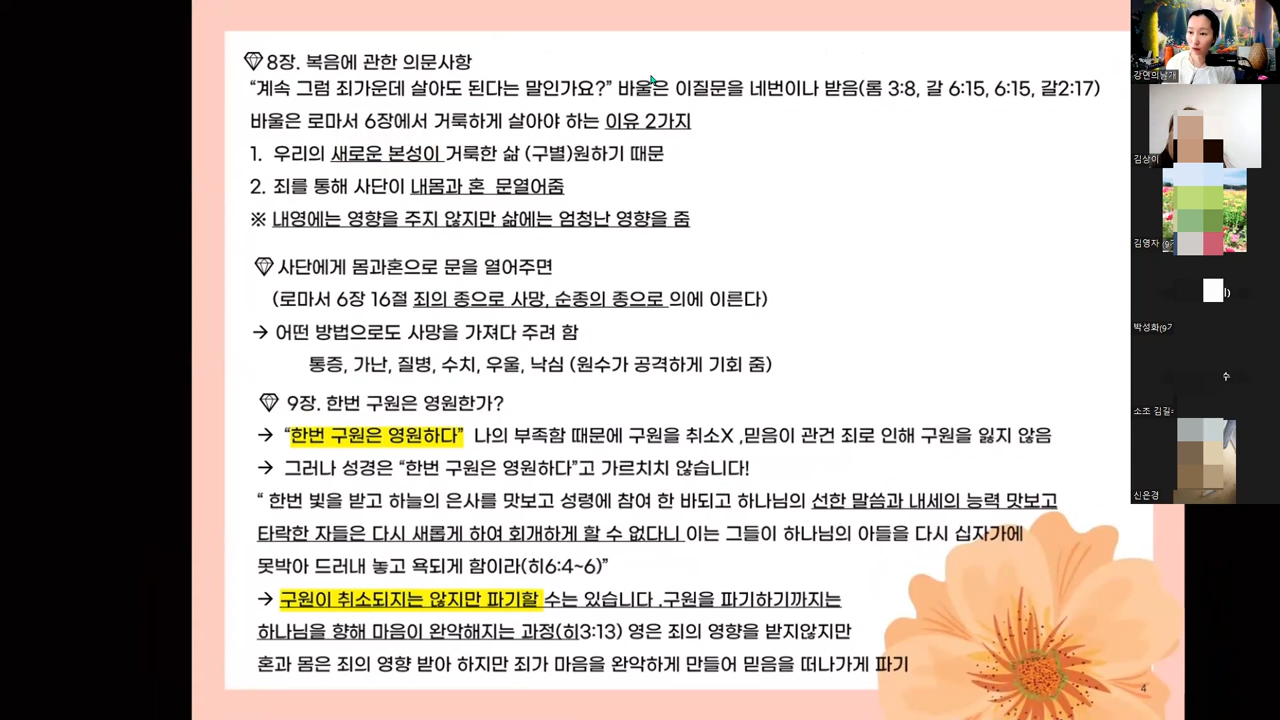 8장. 복음에 관한 의문사항
“계속 그럼 죄가운데 살아도 된다는 말인가요?” 바울은 이질문을 네번이나 받음(롬 3:8, 갈 6:15, 6:15, 갈2:17)
바울은 로마서 6장에서 거룩하게 살아야 하는 이유 2가지
1. 우리의 새로운 본성이 거룩한 삶 (구별)원하기 때문
2. 죄를 통해 사단이 내몸과 혼 문열어줌
※ 내영에는 영향을 주지 않지만 삶에는 엄청난 영향을 줌
사단에게 몸과혼으로 문을 열어주면
(로마서 6장 16절 죄의 종으로 사망, 순종의 종으로 의에 이른다)
→ 어떤 방법으로도 사망을 가져다 주려 함
통증, 가난, 질병, 수치, 우울, 낙심 (원수가 공격하게 기회 줌)
9장. 한번 구원은 영원한가?
→ “한번 구원은 영원하다” 나의 부족함 때문에 구원을 취소X ,믿음이 관건 죄로 인해 구원을 잃지 않음
→ 그러나 성경은 “한번 구원은 영원하다”고 가르치치 않습니다!
“ 한번 빛을 받고 하늘의 은사를 맛보고 성령에 참여 한 바되고 하나님의 선한 말씀과 내세의 능력 맛보고
타락한 자들은 다시 새롭게 하여 회개하게 할 수 없다니 이는 그들이 하나님의 아들을 다시 십자가에
못박아 드러내 놓고 욕되게 함이라(히6:4~6)”
→ 구원이 취소되지는 않지만 파기할 수는 있습니다 ,구원을 파기하기까지는
하나님을 향해 마음이 완악해지는 과정(히3:13) 영은 죄의 영향을 받지않지만
혼과 몸은 죄의 영향 받아 하지만 죄가 마음을 완악하게 만들어 믿음을 떠나가게 파기
4
강연의날개
김상이
김영자 (9기
박성화(9기
수
소조 김길수
신은경